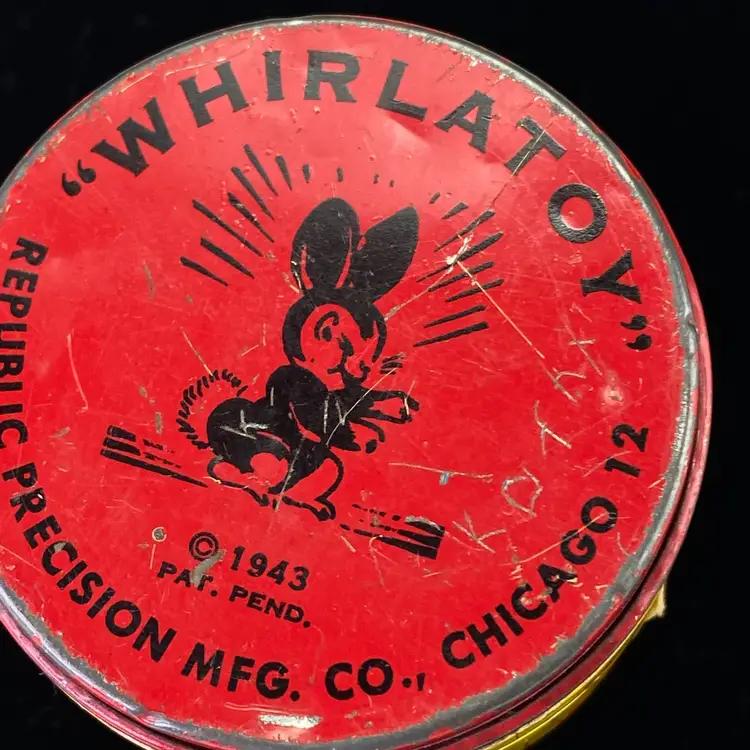 "WHIRLATOY"
© 1943
PAT. PEND.
REPUBLIC PRECISION MFG. CO., CHICAGO 12